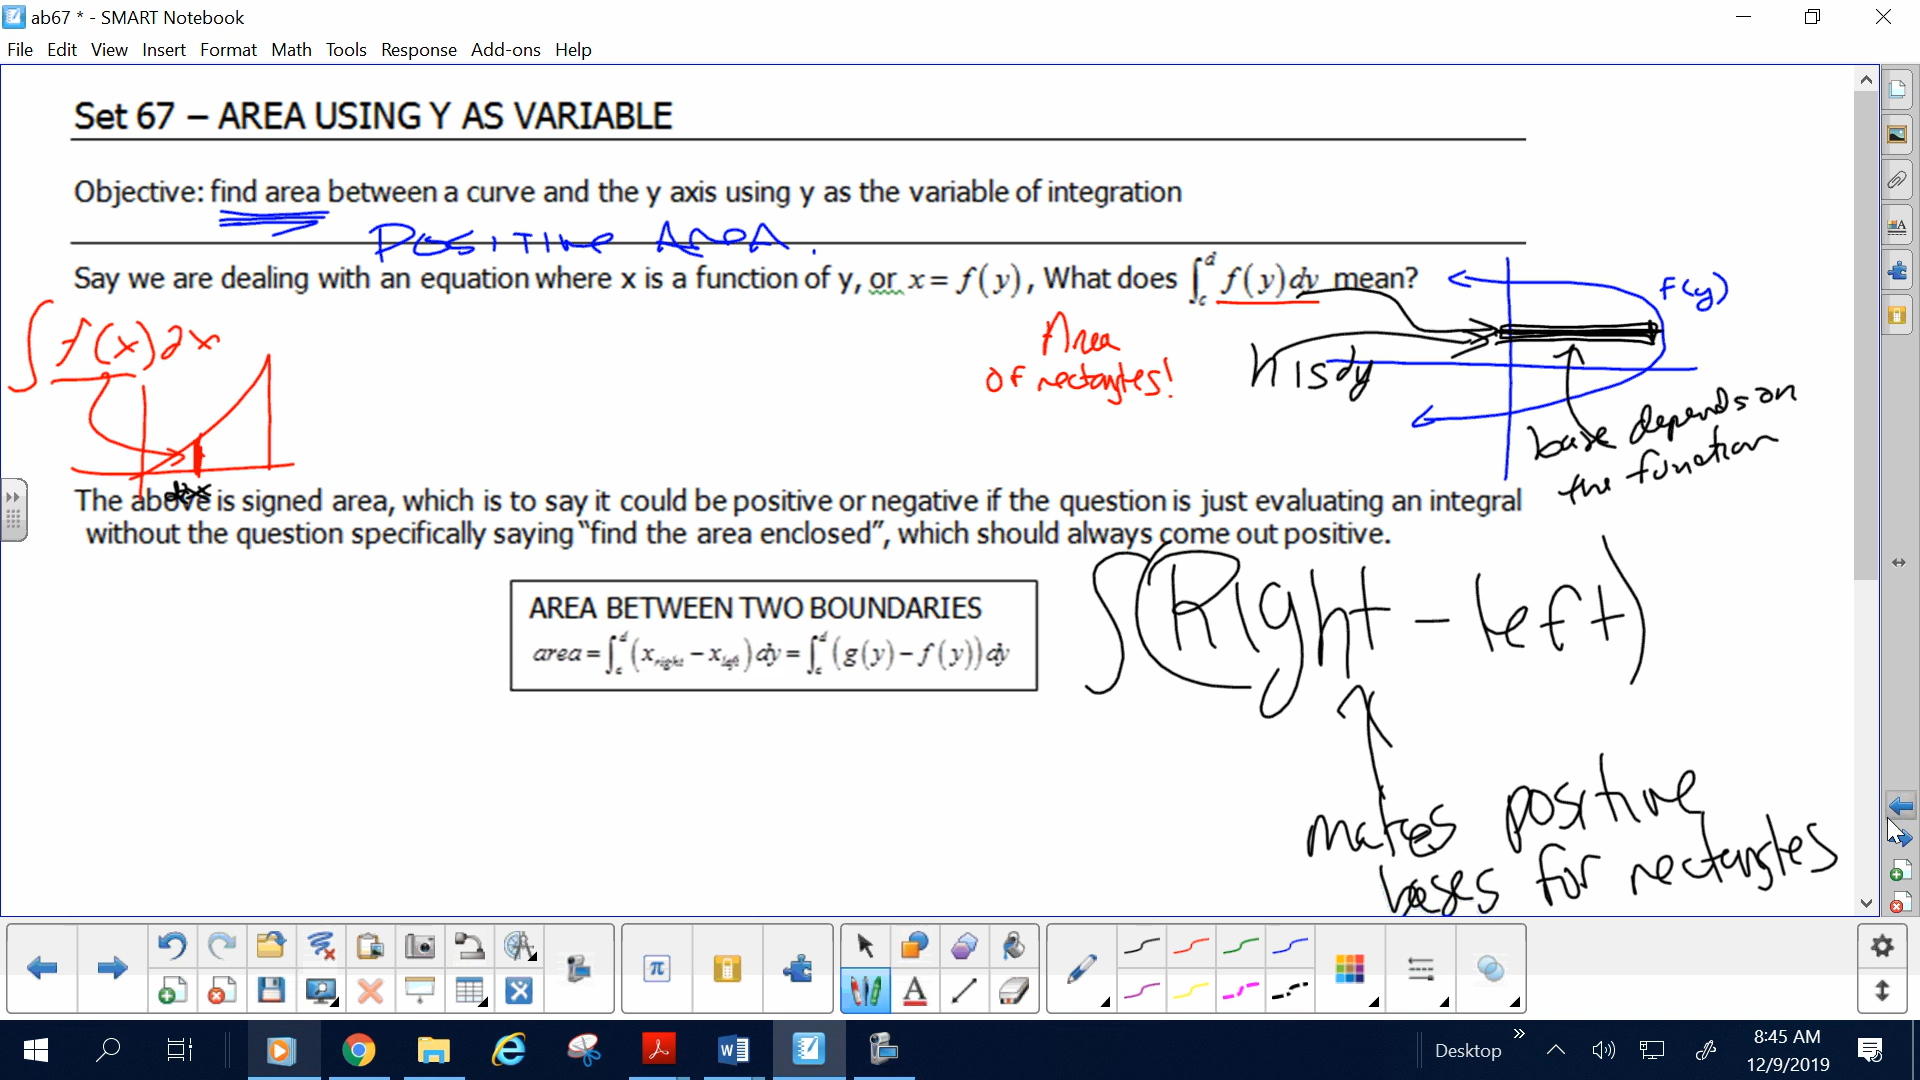 ab67 * - SMART Notebook
File Edit View Insert Format Math Tools Response Add-ons Help
Set 67 – AREA USING Y AS VARIABLE
Objective: find area between a curve and the y axis using y as the variable of integration
POSITIVE AREA.
Say we are dealing with an equation where x is a function of y, or x = f(y), What does ∫_c^d f(y)dy mean?
f(y)
∫f(x)dx
Area
of rectangles!
h is dy
base depends on
the function
dx
The above is signed area, which is to say it could be positive or negative if the question is just evaluating an integral
without the question specifically saying “find the area enclosed”, which should always come out positive.
∫(Right - left)
AREA BETWEEN TWO BOUNDARIES
area = ∫_c^d (x_right − x_left) dy = ∫_c^d (g(y) − f(y)) dy
makes positive
bases for rectangles
π
A
Desktop
8:45 AM
12/9/2019